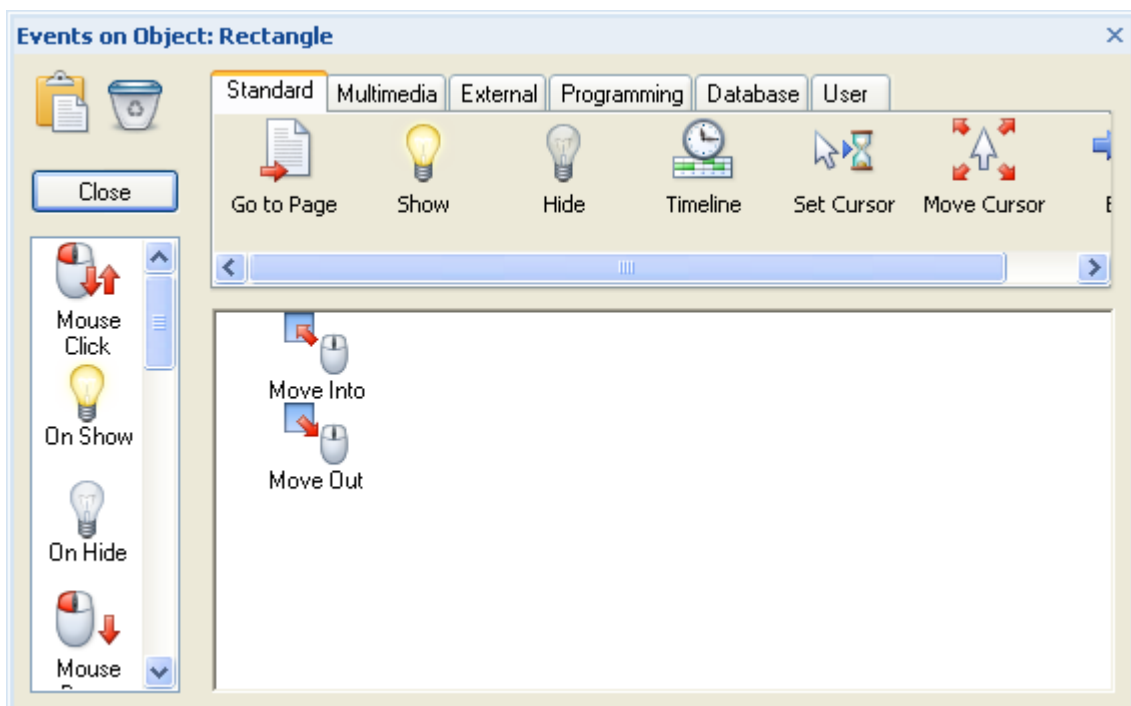 Events on Object: Rectangle
Standard Multimedia External Programming Database User
Go to Page Show Hide Timeline Set Cursor Move Cursor
Close
Mouse
Click
On Show
On Hide
Mouse
Move Into
Move Out